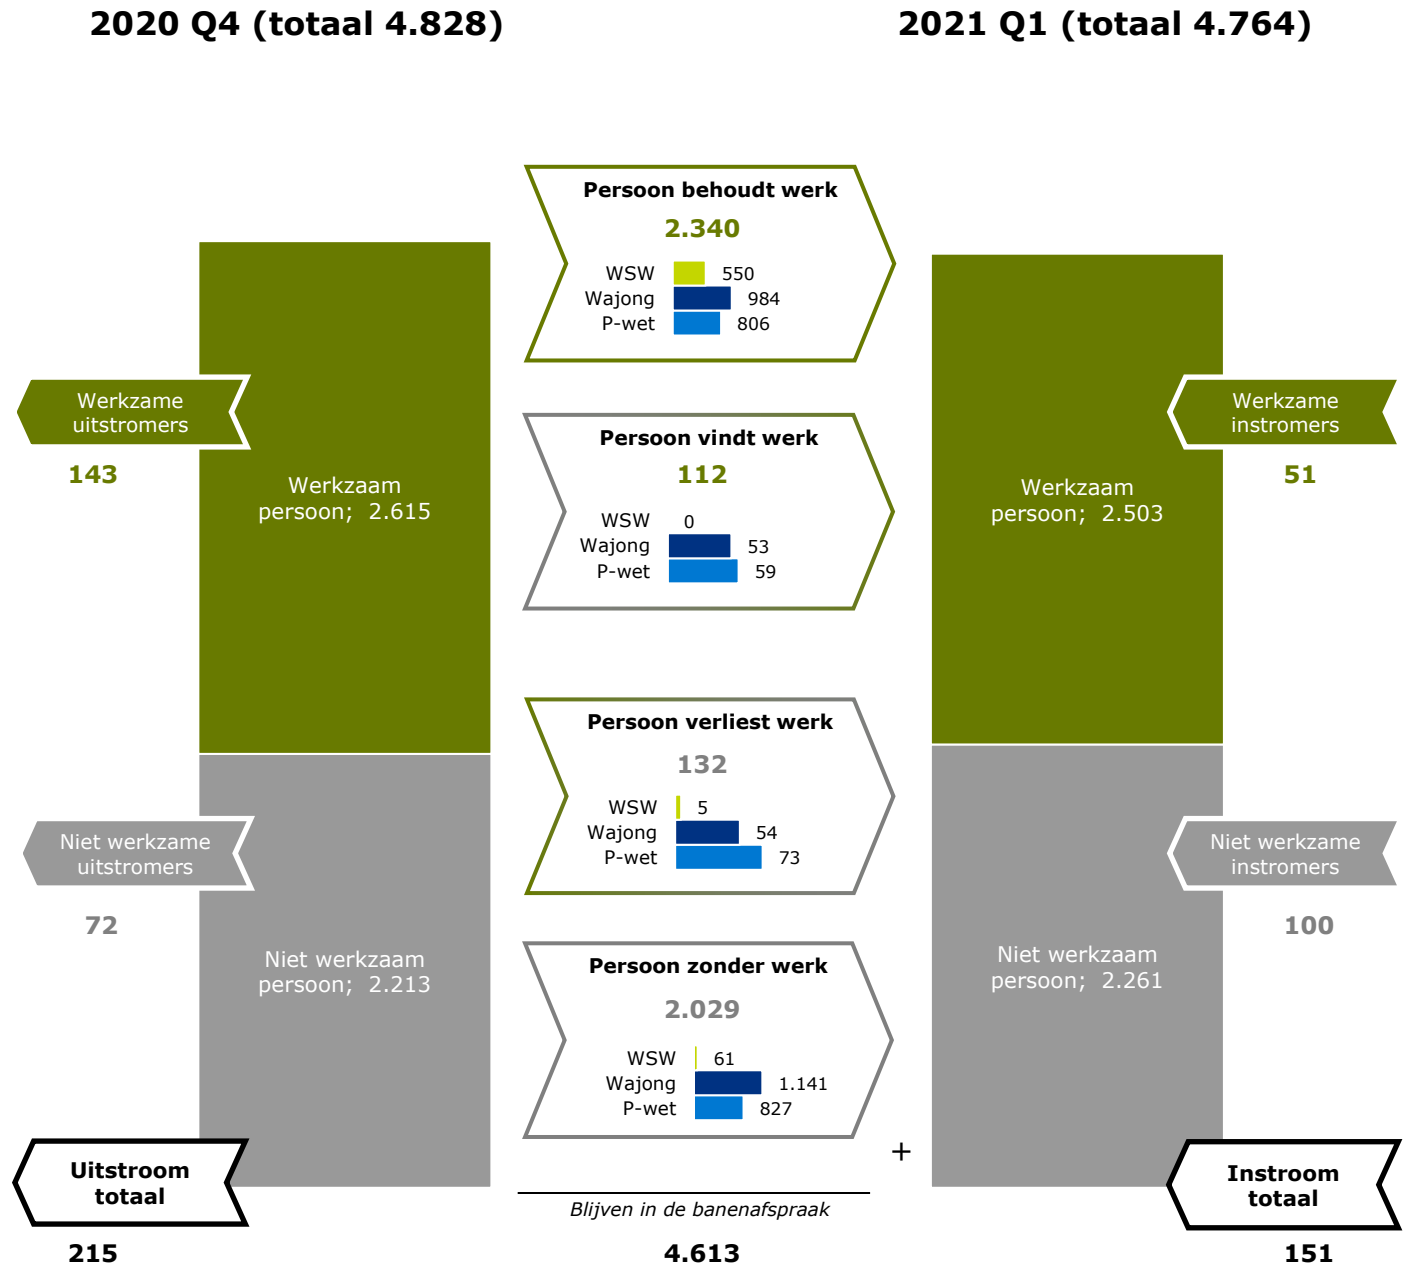 2020 Q4 (totaal 4.828)
2021 Q1 (totaal 4.764)
Werkzame
uitstromers
143
Werkzaam
persoon; 2.615
Niet werkzame
uitstromers
72
Niet werkzaam
persoon; 2.213
Uitstroom
totaal
215
Persoon behoudt werk
2.340
WSW 550
Wajong 984
P-wet 806
Persoon vindt werk
112
WSW 0
Wajong 53
P-wet 59
Persoon verliest werk
132
WSW 5
Wajong 54
P-wet 73
Persoon zonder werk
2.029
WSW 61
Wajong 1.141
P-wet 827
+
Blijven in de banenafspraak
4.613
Werkzaam
persoon; 2.503
Werkzame
instromers
51
Niet werkzame
instromers
100
Niet werkzaam
persoon; 2.261
Instroom
totaal
151